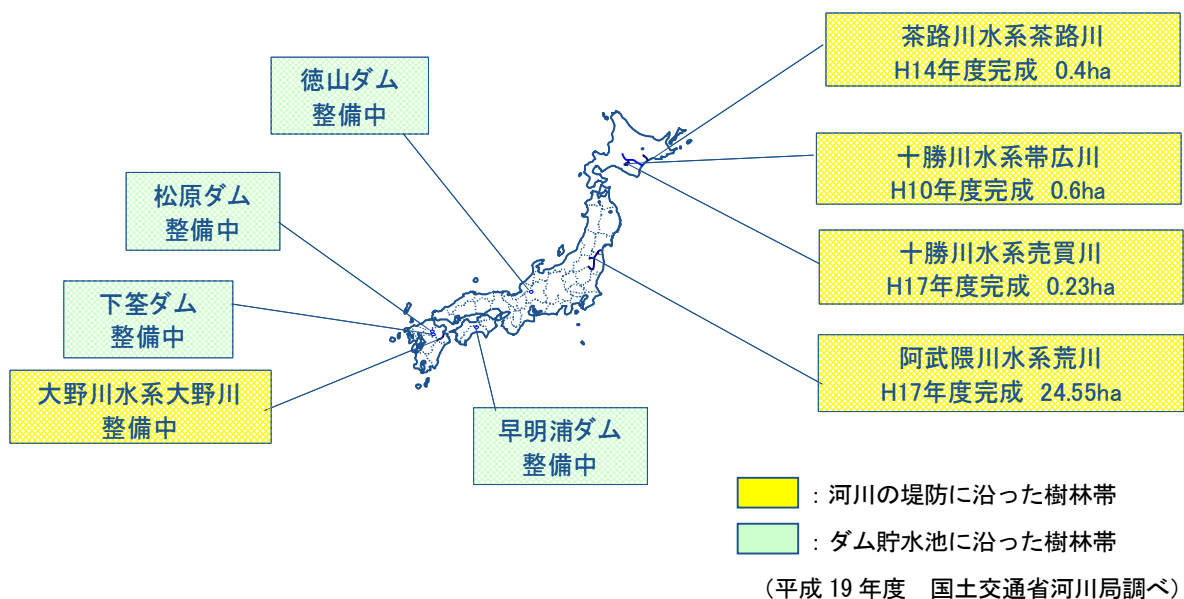 茶路川水系茶路川
H14年度完成 0.4ha
徳山ダム
整備中
十勝川水系帯広川
H10年度完成 0.6ha
松原ダム
整備中
十勝川水系売買川
H17年度完成 0.23ha
下筌ダム
整備中
阿武隈川水系荒川
H17年度完成 24.55ha
大野川水系大野川
整備中
早明浦ダム
整備中
：河川の堤防に沿った樹林帯
：ダム貯水池に沿った樹林帯
（平成 19 年度　国土交通省河川局調べ）